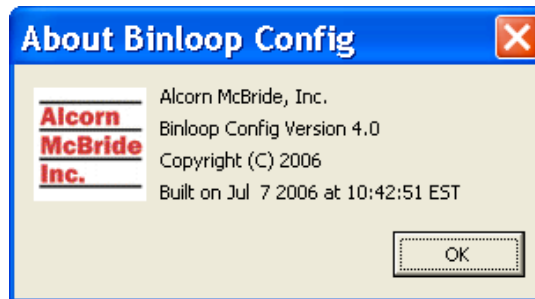 About Binloop Config
Alcorn
McBride
Inc.
Alcorn McBride, Inc.
Binloop Config Version 4.0
Copyright (C) 2006
Built on Jul  7 2006 at 10:42:51 EST
OK